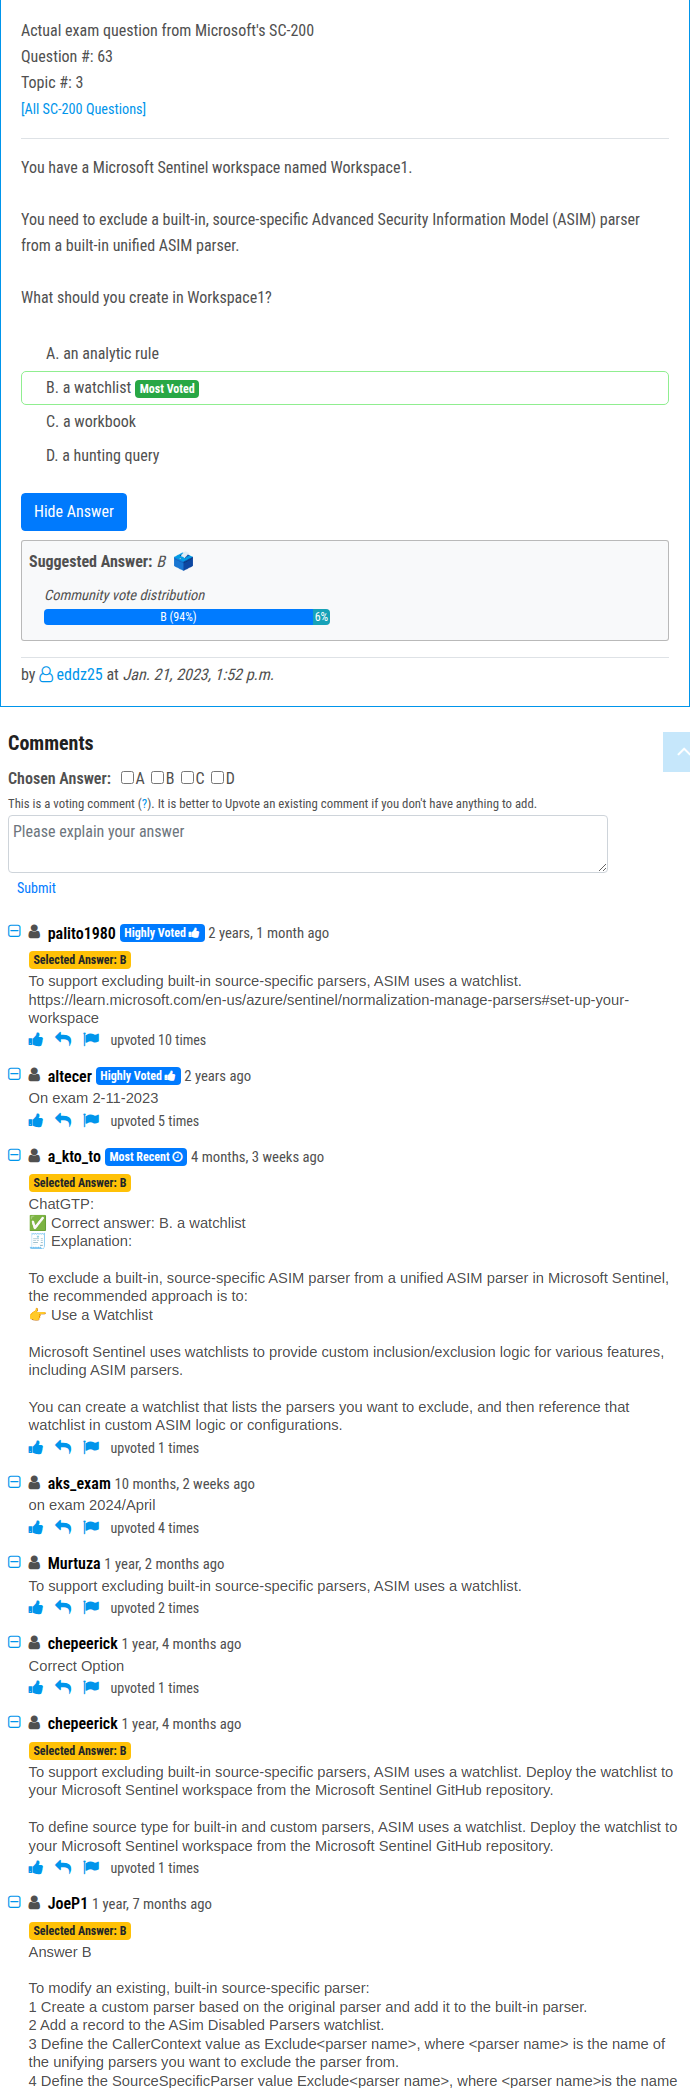 Actual exam question from Microsoft's SC-200
Question #: 63
Topic #: 3
[All SC-200 Questions]
You have a Microsoft Sentinel workspace named Workspace1.
You need to exclude a built-in, source-specific Advanced Security Information Model (ASIM) parser
from a built-in unified ASIM parser.
What should you create in Workspace1?
A. an analytic rule
B. a watchlist Most Voted
C. a workbook
D. a hunting query
Hide Answer
Suggested Answer: B
Community vote distribution
B (94%) 6%
by eddz25 at Jan. 21, 2023, 1:52 p.m.
Comments
Chosen Answer: A B C D
This is a voting comment (?). It is better to Upvote an existing comment if you don't have anything to add.
Please explain your answer
Submit
palito1980 Highly Voted 2 years, 1 month ago
Selected Answer: B
To support excluding built-in source-specific parsers, ASIM uses a watchlist.
https://learn.microsoft.com/en-us/azure/sentinel/normalization-manage-parsers#set-up-your-
workspace
upvoted 10 times
altecer Highly Voted 2 years ago
On exam 2-11-2023
upvoted 5 times
a_kto_to Most Recent 4 months, 3 weeks ago
Selected Answer: B
ChatGTP:
✅ Correct answer: B. a watchlist
🧾 Explanation:
To exclude a built-in, source-specific ASIM parser from a unified ASIM parser in Microsoft Sentinel,
the recommended approach is to:
👉 Use a Watchlist
Microsoft Sentinel uses watchlists to provide custom inclusion/exclusion logic for various features,
including ASIM parsers.
You can create a watchlist that lists the parsers you want to exclude, and then reference that
watchlist in custom ASIM logic or configurations.
upvoted 1 times
aks_exam 10 months, 2 weeks ago
on exam 2024/April
upvoted 4 times
Murtuza 1 year, 2 months ago
To support excluding built-in source-specific parsers, ASIM uses a watchlist.
upvoted 2 times
chepeerick 1 year, 4 months ago
Correct Option
upvoted 1 times
chepeerick 1 year, 4 months ago
Selected Answer: B
To support excluding built-in source-specific parsers, ASIM uses a watchlist. Deploy the watchlist to
your Microsoft Sentinel workspace from the Microsoft Sentinel GitHub repository.
To define source type for built-in and custom parsers, ASIM uses a watchlist. Deploy the watchlist to
your Microsoft Sentinel workspace from the Microsoft Sentinel GitHub repository.
upvoted 1 times
JoeP1 1 year, 7 months ago
Selected Answer: B
Answer B
To modify an existing, built-in source-specific parser:
1 Create a custom parser based on the original parser and add it to the built-in parser.
2 Add a record to the ASim Disabled Parsers watchlist.
3 Define the CallerContext value as Exclude<parser name>, where <parser name> is the name of
the unifying parsers you want to exclude the parser from.
4 Define the SourceSpecificParser value Exclude<parser name>, where <parser name>is the name